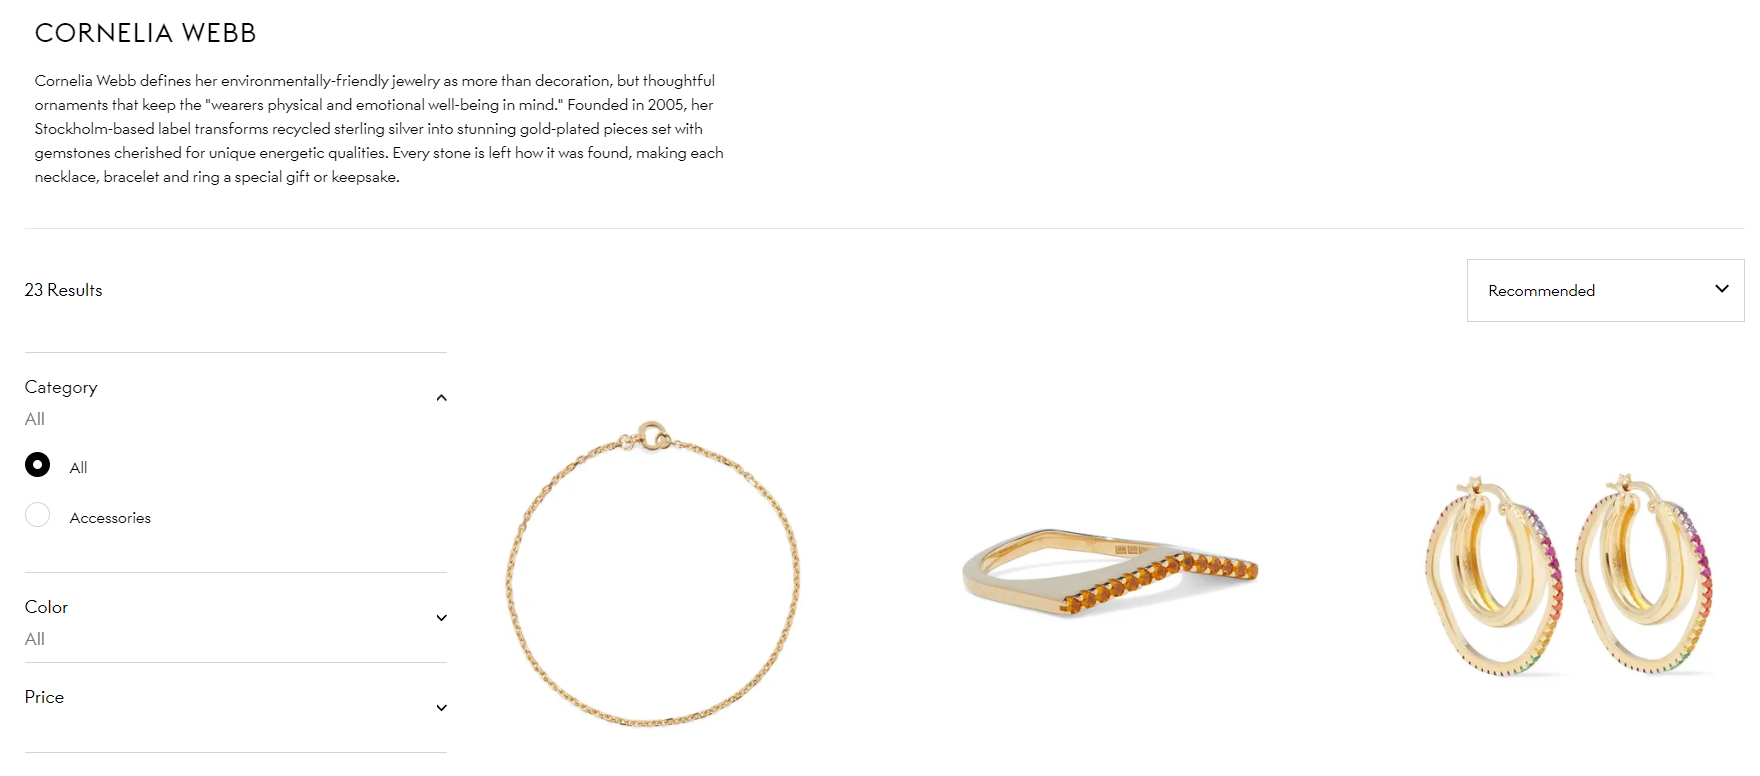 CORNELIA WEBB
Cornelia Webb defines her environmentally-friendly jewelry as more than decoration, but thoughtful
ornaments that keep the "wearers physical and emotional well-being in mind." Founded in 2005, her
Stockholm-based label transforms recycled sterling silver into stunning gold-plated pieces set with
gemstones cherished for unique energetic qualities. Every stone is left how it was found, making each
necklace, bracelet and ring a special gift or keepsake.
23 Results
Recommended
Category
All
All
Accessories
Color
All
Price